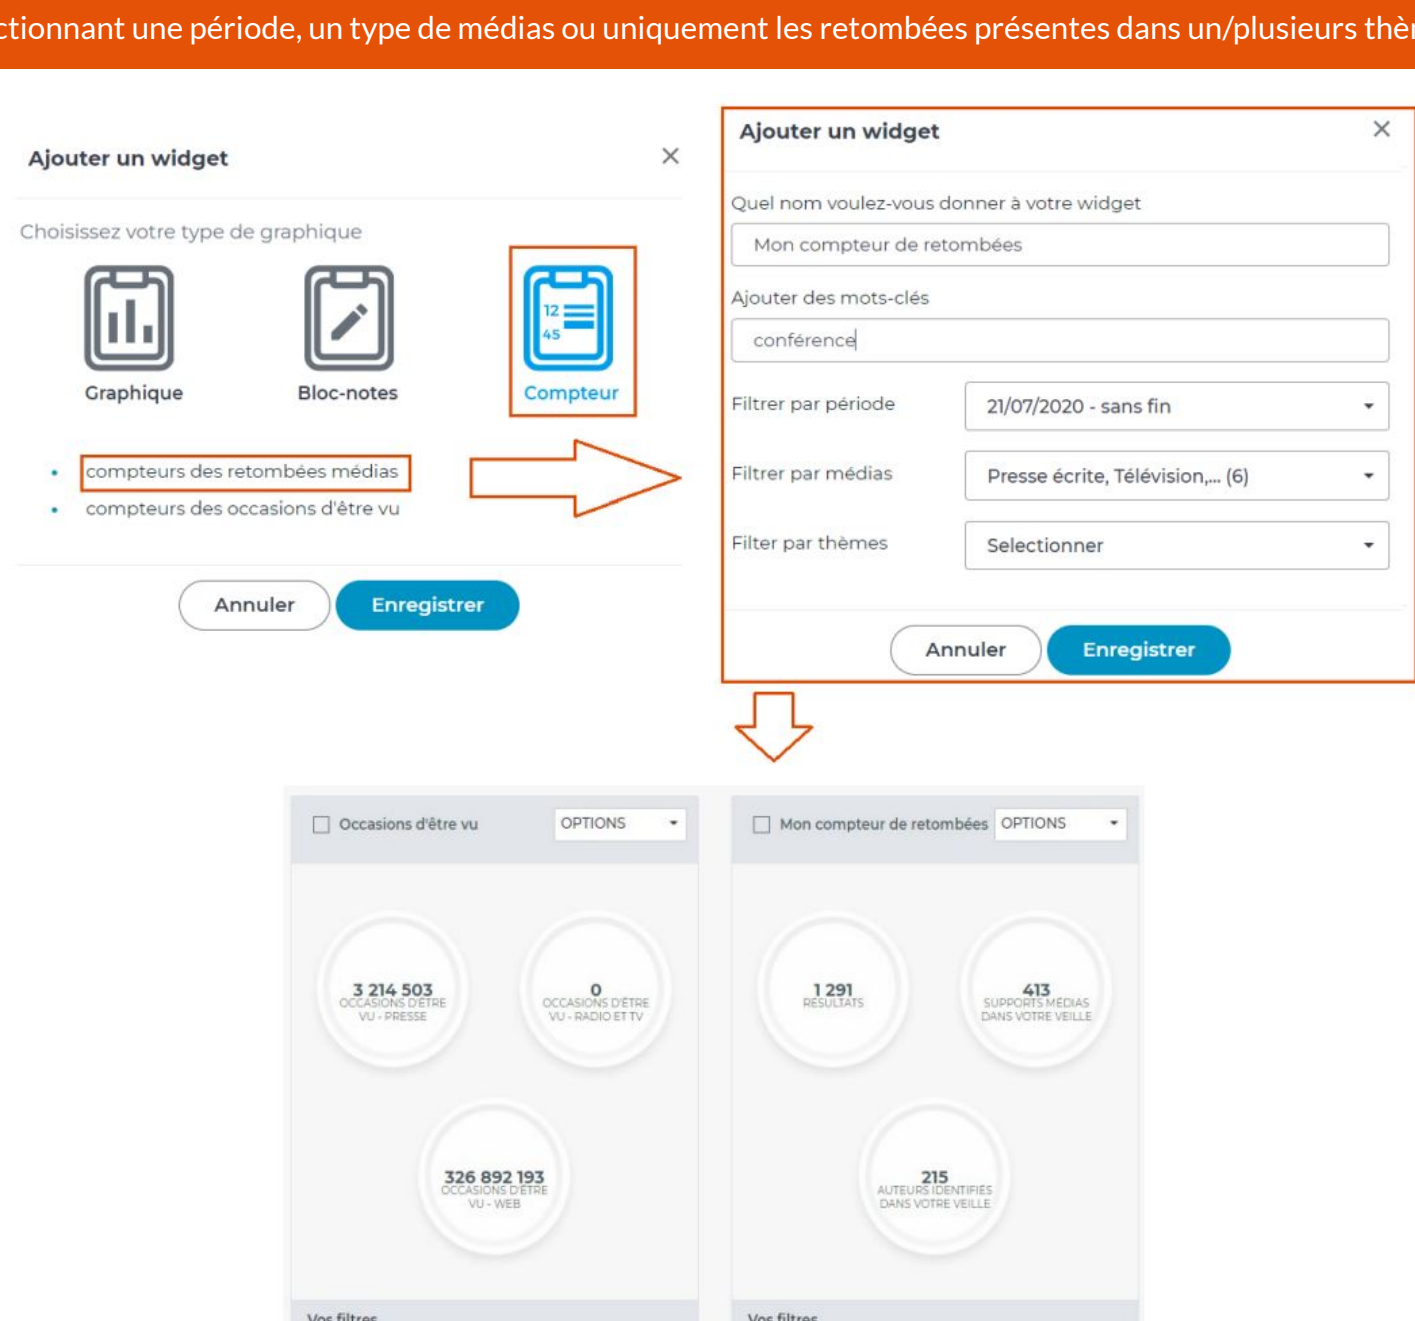 ctionnant une période, un type de médias ou uniquement les retombées présentes dans un/plusieurs thè
Ajouter un widget
Choisissez votre type de graphique
12
45
Graphique
Bloc-notes
Compteur
compteurs des retombées médias
compteurs des occasions d'être vu
Annuler
Enregistrer
Ajouter un widget
Quel nom voulez-vous donner à votre widget
Mon compteur de retombées
Ajouter des mots-clés
conférence
Filtrer par période
21/07/2020 - sans fin
Filtrer par médias
Presse écrite, Télévision,... (6)
Filter par thèmes
Selectionner
Annuler
Enregistrer
Occasions d'être vu
OPTIONS
3 214 503
OCCASIONS D'ÊTRE
VU - PRESSE
0
OCCASIONS D'ÊTRE
VU - RADIO ET TV
326 892 193
OCCASIONS D'ÊTRE
VU - WEB
Vos filtres
Mon compteur de retombées
OPTIONS
1 291
RÉSULTATS
413
SUPPORTS MÉDIAS
DANS VOTRE VEILLE
215
AUTEURS IDENTIFIÉS
DANS VOTRE VEILLE
Vos filtres